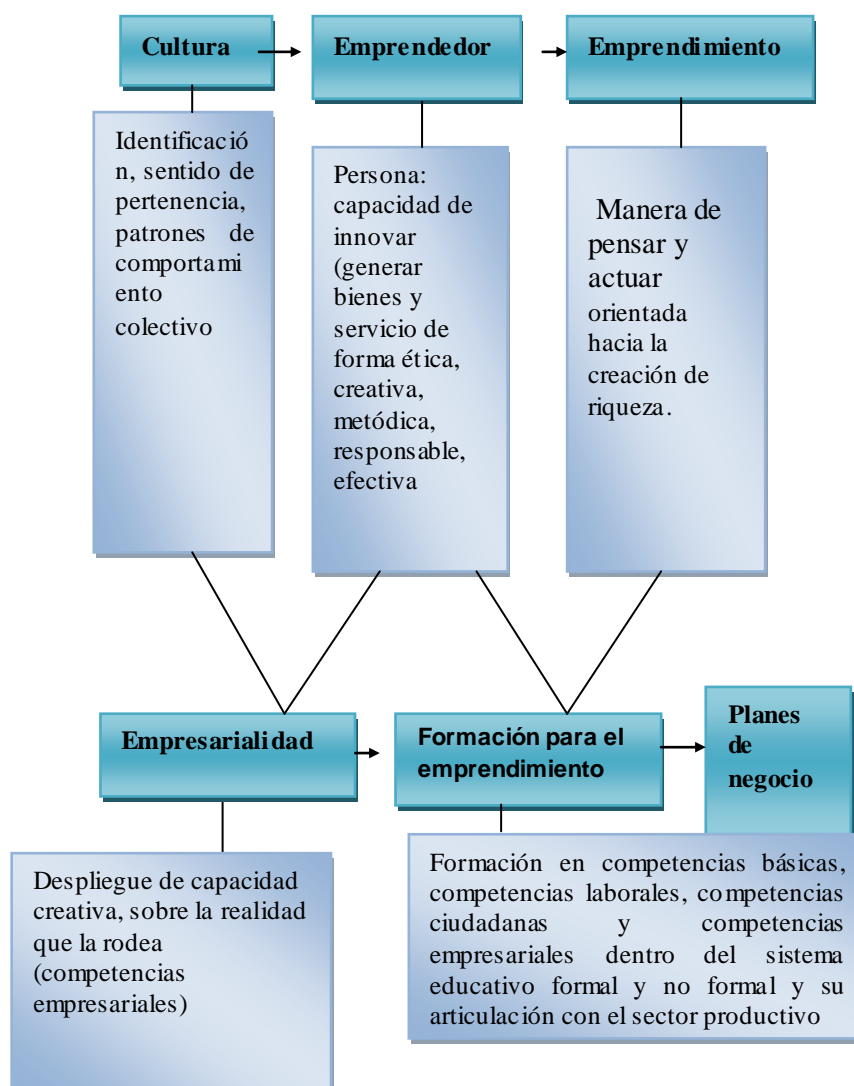 Cultura
Emprendedor
Emprendimiento
Identificació
n, sentido de
pertenencia,
patrones de
comportami
ento
colectivo
Persona:
capacidad de
innovar
(generar
bienes y
servicio de
forma ética,
creativa,
metódica,
responsable,
efectiva
Manera de
pensar y
actuar
orientada
hacia la
creación de
riqueza.
Empresarialidad
Formación para el
emprendimiento
Planes
de
negocio
Despliegue de capacidad
creativa, sobre la realidad
que la rodea
(competencias
empresariales)
Formación en competencias básicas,
competencias laborales, competencias
ciudadanas y competencias
empresariales dentro del sistema
educativo formal y no formal y su
articulación con el sector productivo